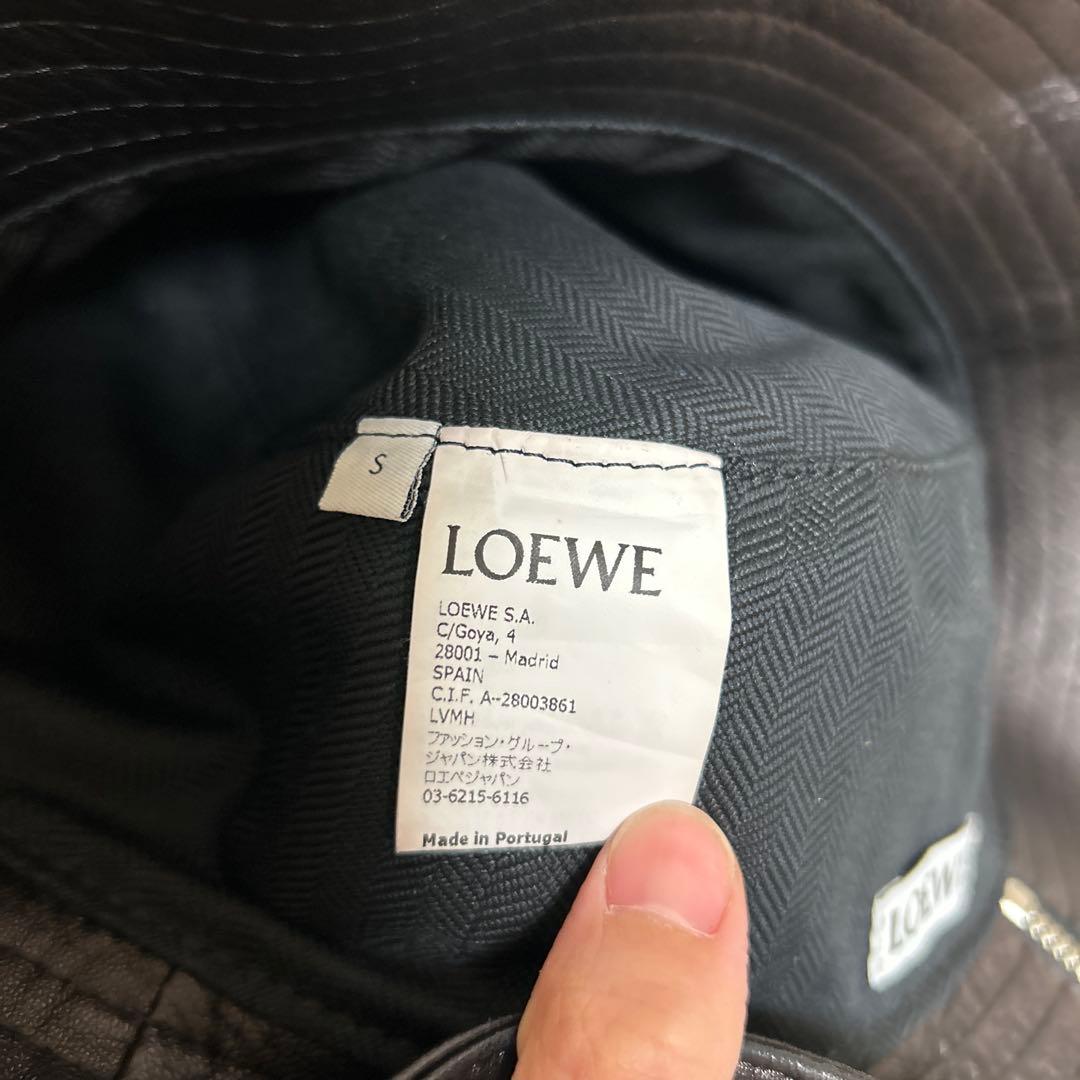 S
LOEWE
LOEWE S.A.
C/Goya, 4
28001 – Madrid
SPAIN
C.I.F. A-28003861
LVMH
ファッション・グループ・
ジャパン株式会社
ロエベジャパン
03-6215-6116
Made in Portugal
LOEWE